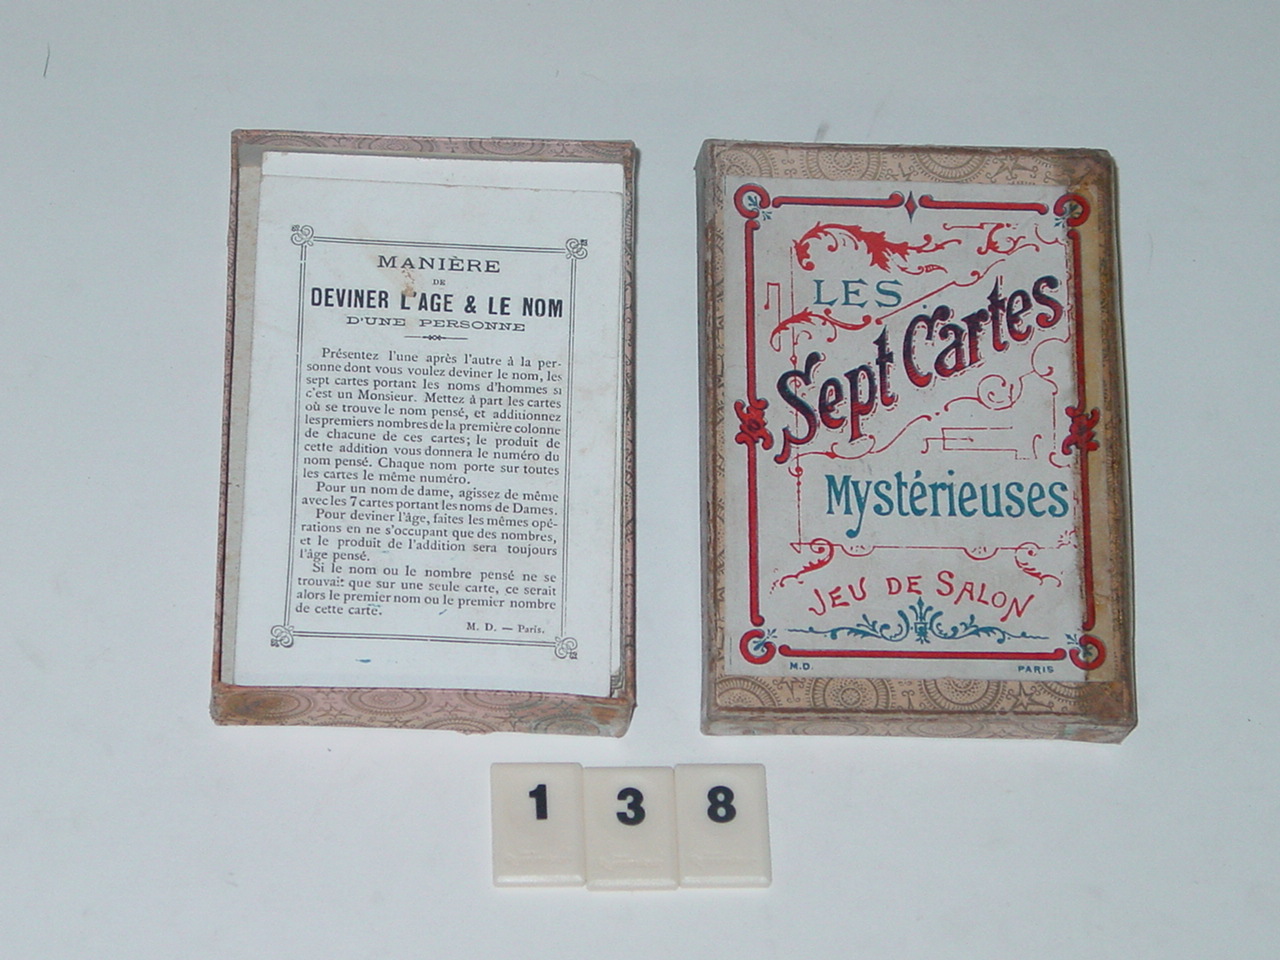 MANIÈRE
DE
DEVINER L'AGE & LE NOM
D'UNE PERSONNE
Présentez l'une après l'autre à la per-
sonne dont vous voulez deviner le nom, les
sept cartes portant les noms d'hommes si
c'est un Monsieur. Mettez à part les cartes
où se trouve le nom pensé, et additionnez
les premiers nombres de la première colonne
de chacune de ces cartes; le produit de
cette addition vous donnera le numéro du
nom pensé. Chaque nom porte sur toutes
les cartes le même numéro.
Pour un nom de dame, agissez de même
avec les 7 cartes portant les noms de Dames.
Pour deviner l'âge, faites les mêmes opé-
rations en ne s'occupant que des nombres,
et le produit de l'addition sera toujours
l'âge pensé.
Si le nom ou le nombre pensé ne se
trouvait que sur une seule carte, ce serait
alors le premier nom ou le premier nombre
de cette carte.
M. D. — Paris.
LES
Sept Cartes
Mystérieuses
JEU DE SALON
M.D. PARIS
1 3 8